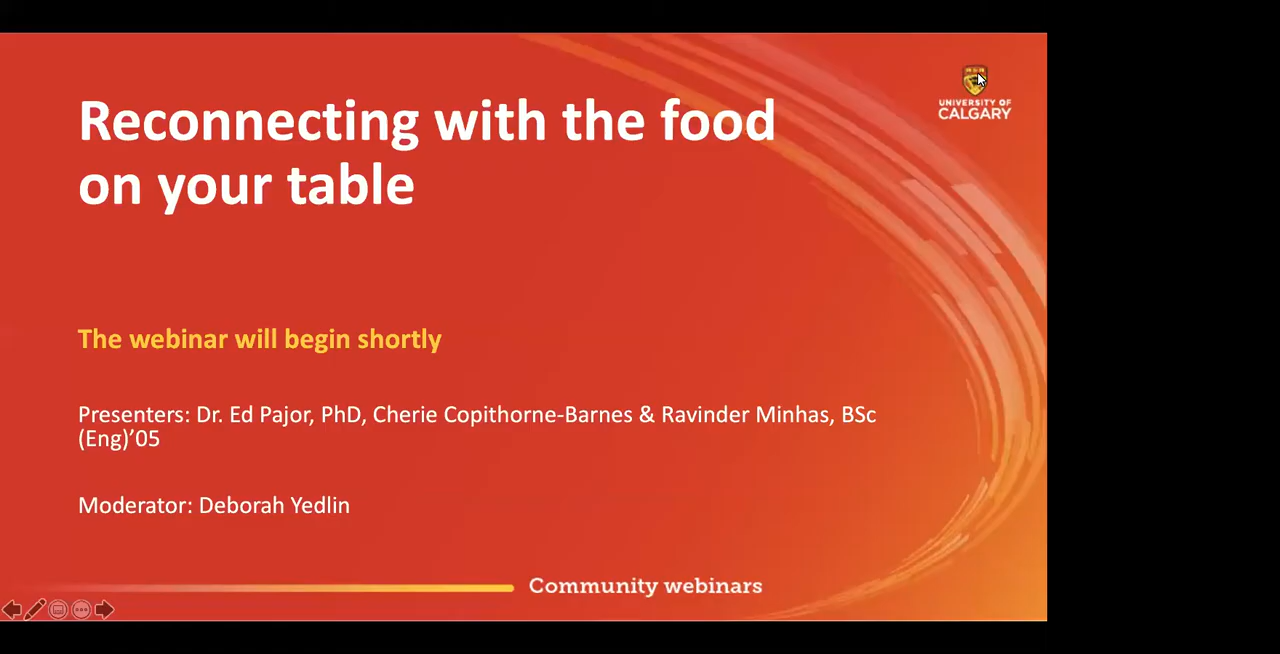 UNIVERSITY OF
CALGARY
Reconnecting with the food
on your table
The webinar will begin shortly
Presenters: Dr. Ed Pajor, PhD, Cherie Copithorne-Barnes & Ravinder Minhas, BSc
(Eng)’05
Moderator: Deborah Yedlin
Community webinars